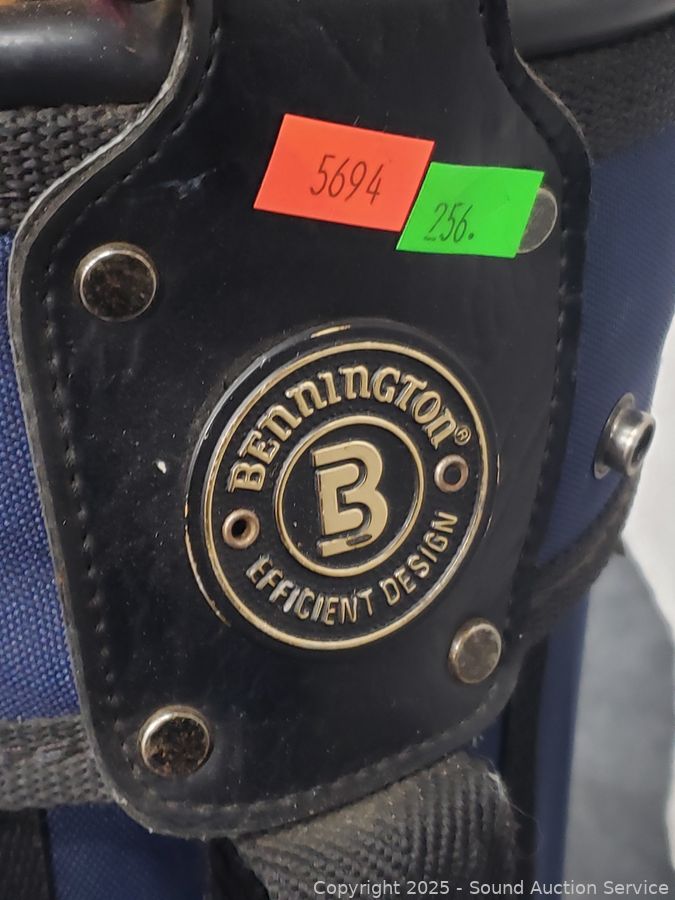 5694
256.
BENNINGTON®
B
EFFICIENT DESIGN
Copyright 2025 - Sound Auction Service